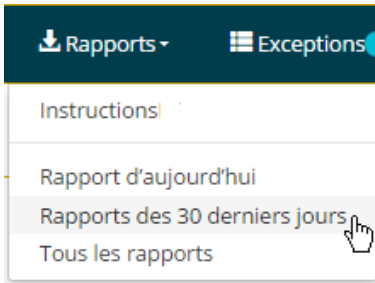 Rapports Exceptions
Instructions
Rapport d'aujourd'hui
Rapports des 30 derniers jours
Tous les rapports